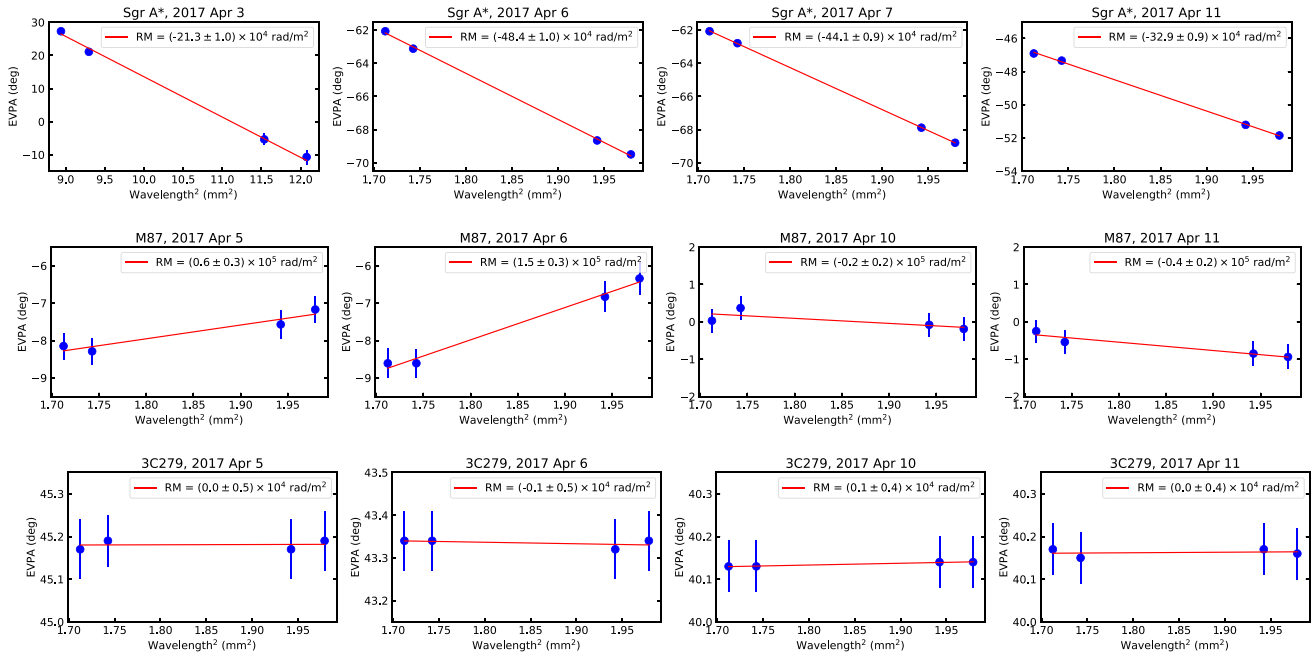 Sgr A*, 2017 Apr 3
RM = (-21.3 ± 1.0) × 10⁴ rad/m²
EVPA (deg)
30
20
10
0
−10
9.0 9.5 10.0 10.5 11.0 11.5 12.0
Wavelength² (mm²)
Sgr A*, 2017 Apr 6
RM = (-48.4 ± 1.0) × 10⁴ rad/m²
EVPA (deg)
−62
−64
−66
−68
−70
1.70 1.75 1.80 1.85 1.90 1.95
Wavelength² (mm²)
Sgr A*, 2017 Apr 7
RM = (-44.1 ± 0.9) × 10⁴ rad/m²
EVPA (deg)
−62
−64
−66
−68
−70
1.70 1.75 1.80 1.85 1.90 1.95
Wavelength² (mm²)
Sgr A*, 2017 Apr 11
RM = (-32.9 ± 0.9) × 10⁴ rad/m²
EVPA (deg)
−46
−48
−50
−52
−54
1.70 1.75 1.80 1.85 1.90 1.95
Wavelength² (mm²)
M87, 2017 Apr 5
RM = (0.6 ± 0.3) × 10⁵ rad/m²
EVPA (deg)
−6
−7
−8
−9
1.70 1.75 1.80 1.85 1.90 1.95
Wavelength² (mm²)
M87, 2017 Apr 6
RM = (1.5 ± 0.3) × 10⁵ rad/m²
EVPA (deg)
−6
−7
−8
−9
1.70 1.75 1.80 1.85 1.90 1.95
Wavelength² (mm²)
M87, 2017 Apr 10
RM = (-0.2 ± 0.2) × 10⁵ rad/m²
EVPA (deg)
2
1
0
−1
−2
1.70 1.75 1.80 1.85 1.90 1.95
Wavelength² (mm²)
M87, 2017 Apr 11
RM = (-0.4 ± 0.2) × 10⁵ rad/m²
EVPA (deg)
2
1
0
−1
−2
1.70 1.75 1.80 1.85 1.90 1.95
Wavelength² (mm²)
3C279, 2017 Apr 5
RM = (0.0 ± 0.5) × 10⁴ rad/m²
EVPA (deg)
45.3
45.2
45.1
45.0
1.70 1.75 1.80 1.85 1.90 1.95
Wavelength² (mm²)
3C279, 2017 Apr 6
RM = (-0.1 ± 0.5) × 10⁴ rad/m²
EVPA (deg)
43.5
43.4
43.3
43.2
1.70 1.75 1.80 1.85 1.90 1.95
Wavelength² (mm²)
3C279, 2017 Apr 10
RM = (0.1 ± 0.4) × 10⁴ rad/m²
EVPA (deg)
40.3
40.2
40.1
40.0
1.70 1.75 1.80 1.85 1.90 1.95
Wavelength² (mm²)
3C279, 2017 Apr 11
RM = (0.0 ± 0.4) × 10⁴ rad/m²
EVPA (deg)
40.3
40.2
40.1
40.0
1.70 1.75 1.80 1.85 1.90 1.95
Wavelength² (mm²)